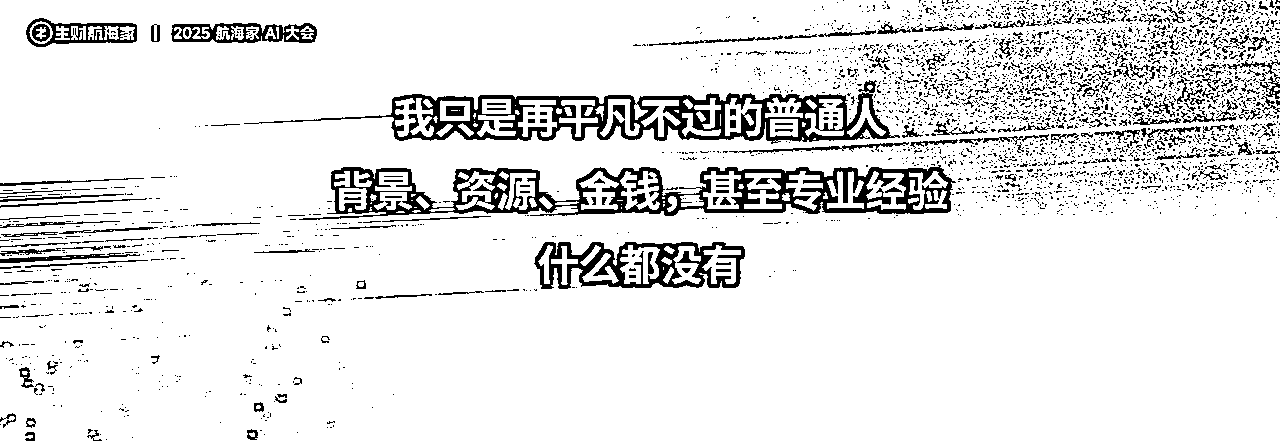 生财航海家 | 2025 航海家 AI 大会
我只是再平凡不过的普通人
背景、资源、金钱，甚至专业经验
什么都没有